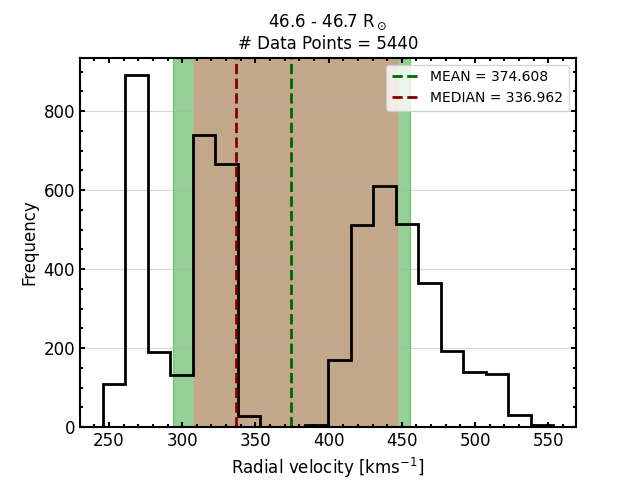 46.6 - 46.7 R⊙
# Data Points = 5440
MEAN = 374.608
MEDIAN = 336.962
Frequency
800
600
400
200
0
250 300 350 400 450 500 550
Radial velocity [kms⁻¹]